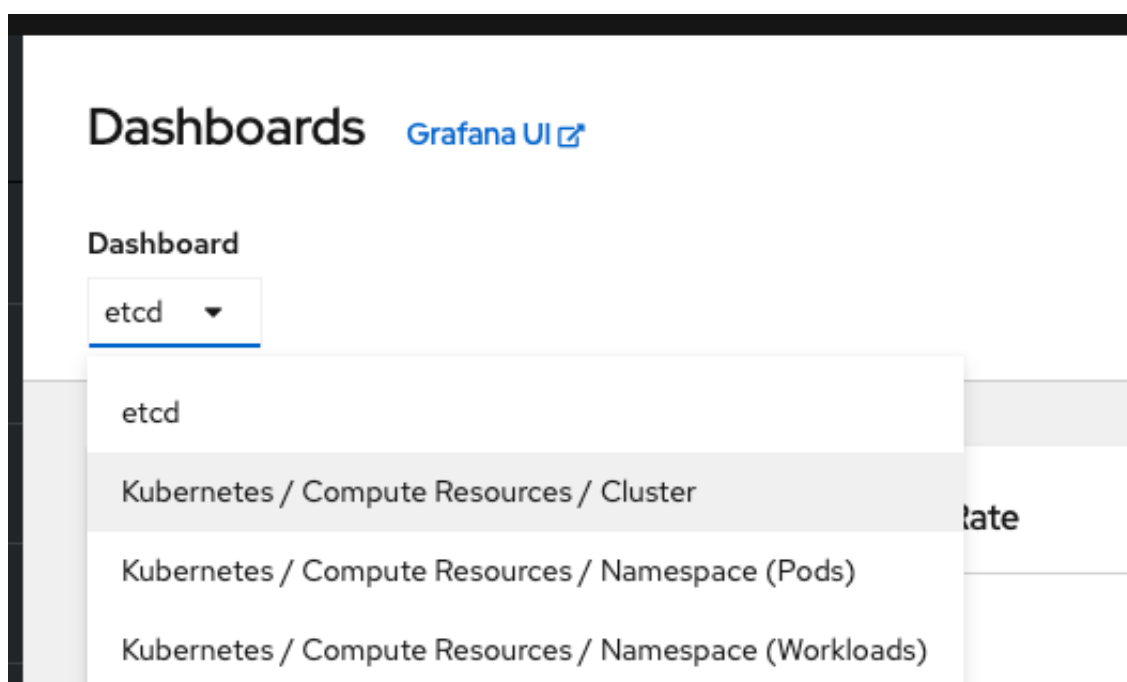 Dashboards Grafana UI
Dashboard
etcd
etcd
Kubernetes / Compute Resources / Cluster
Rate
Kubernetes / Compute Resources / Namespace (Pods)
Kubernetes / Compute Resources / Namespace (Workloads)